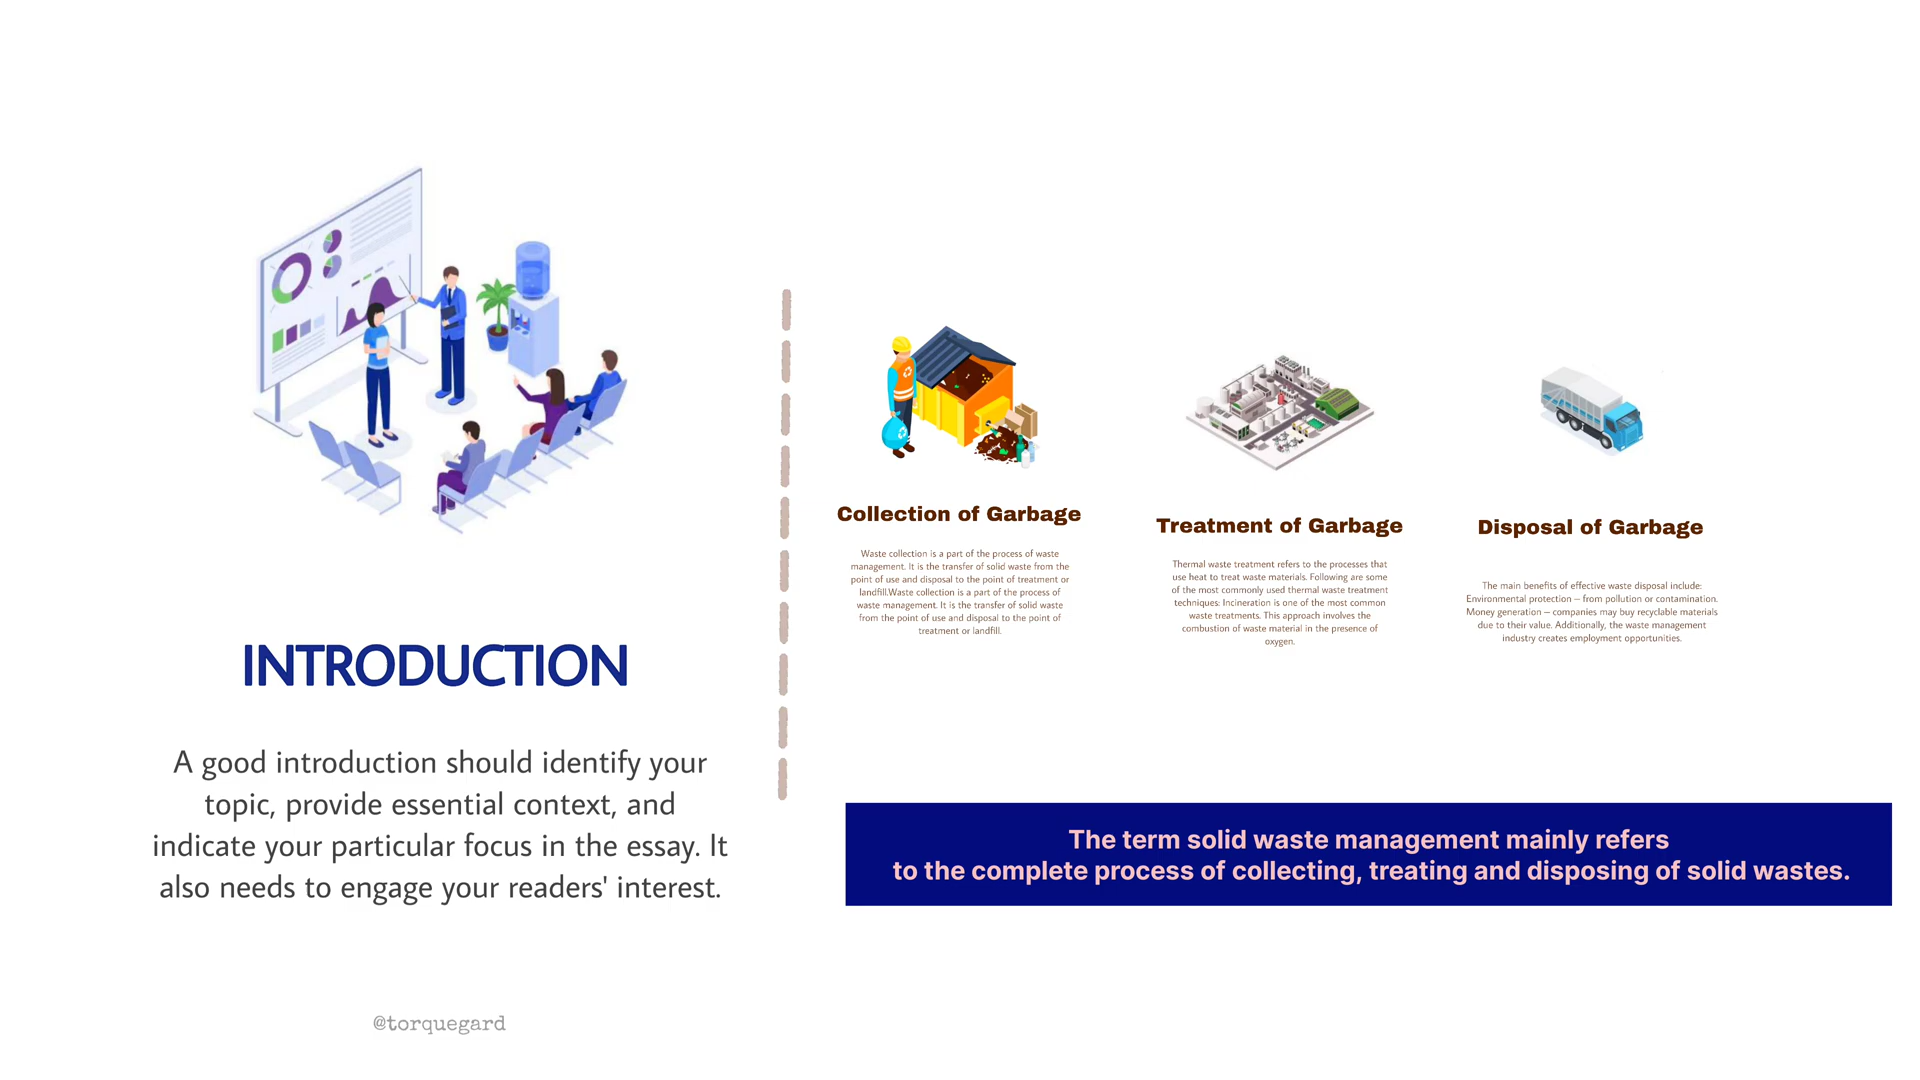 INTRODUCTION
A good introduction should identify your
topic, provide essential context, and
indicate your particular focus in the essay. It
also needs to engage your readers' interest.
@torquegard
Collection of Garbage
Waste collection is a part of the process of waste
management. It is the transfer of solid waste from the
point of use and disposal to the point of treatment or
landfill.Waste collection is a part of the process of
waste management. It is the transfer of solid waste
from the point of use and disposal to the point of
treatment or landfill.
Treatment of Garbage
Thermal waste treatment refers to the processes that
use heat to treat waste materials. Following are some
of the most commonly used thermal waste treatment
techniques: Incineration is one of the most common
waste treatments. This approach involves the
combustion of waste material in the presence of
oxygen.
Disposal of Garbage
The main benefits of effective waste disposal include:
Environmental protection – from pollution or contamination.
Money generation – companies may buy recyclable materials
due to their value. Additionally, the waste management
industry creates employment opportunities.
The term solid waste management mainly refers
to the complete process of collecting, treating and disposing of solid wastes.